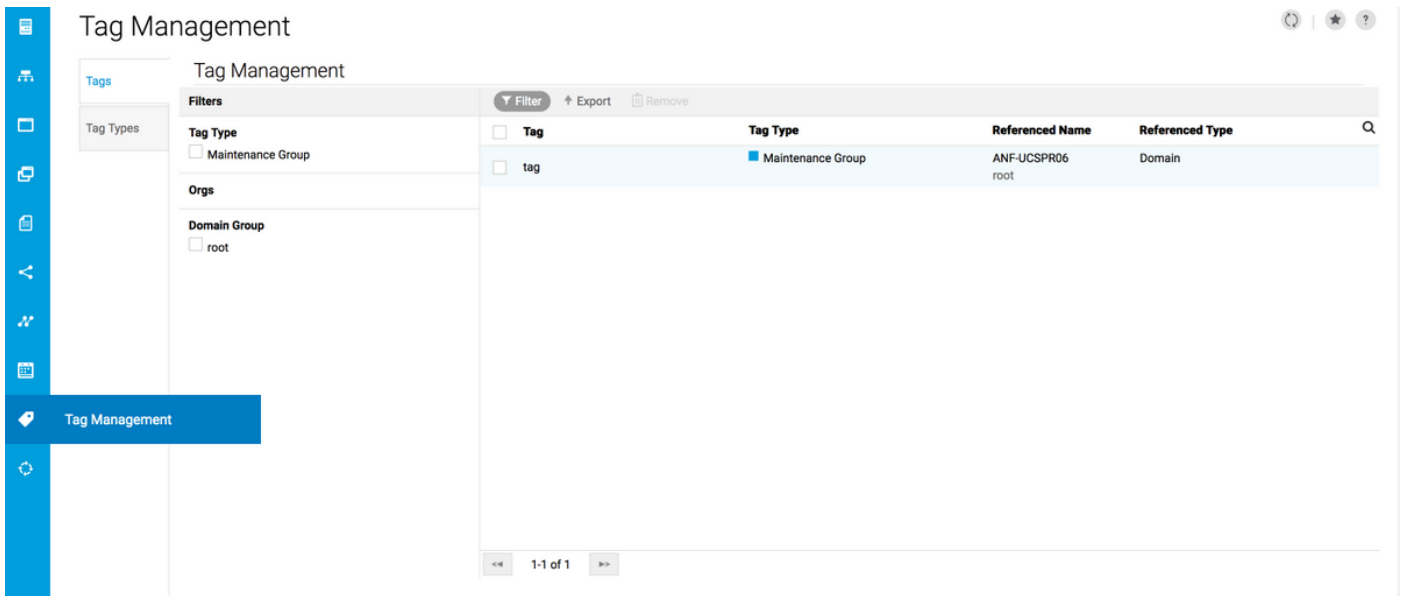 Tag Management
?
Tags
Tag Types
Tag Management
Filters
Tag Type
Maintenance Group
Orgs
Domain Group
root
Filter Export Remove
Tag Tag Type Referenced Name Referenced Type
tag Maintenance Group ANF-UCSPR06 Domain
root
Tag Management
1-1 of 1